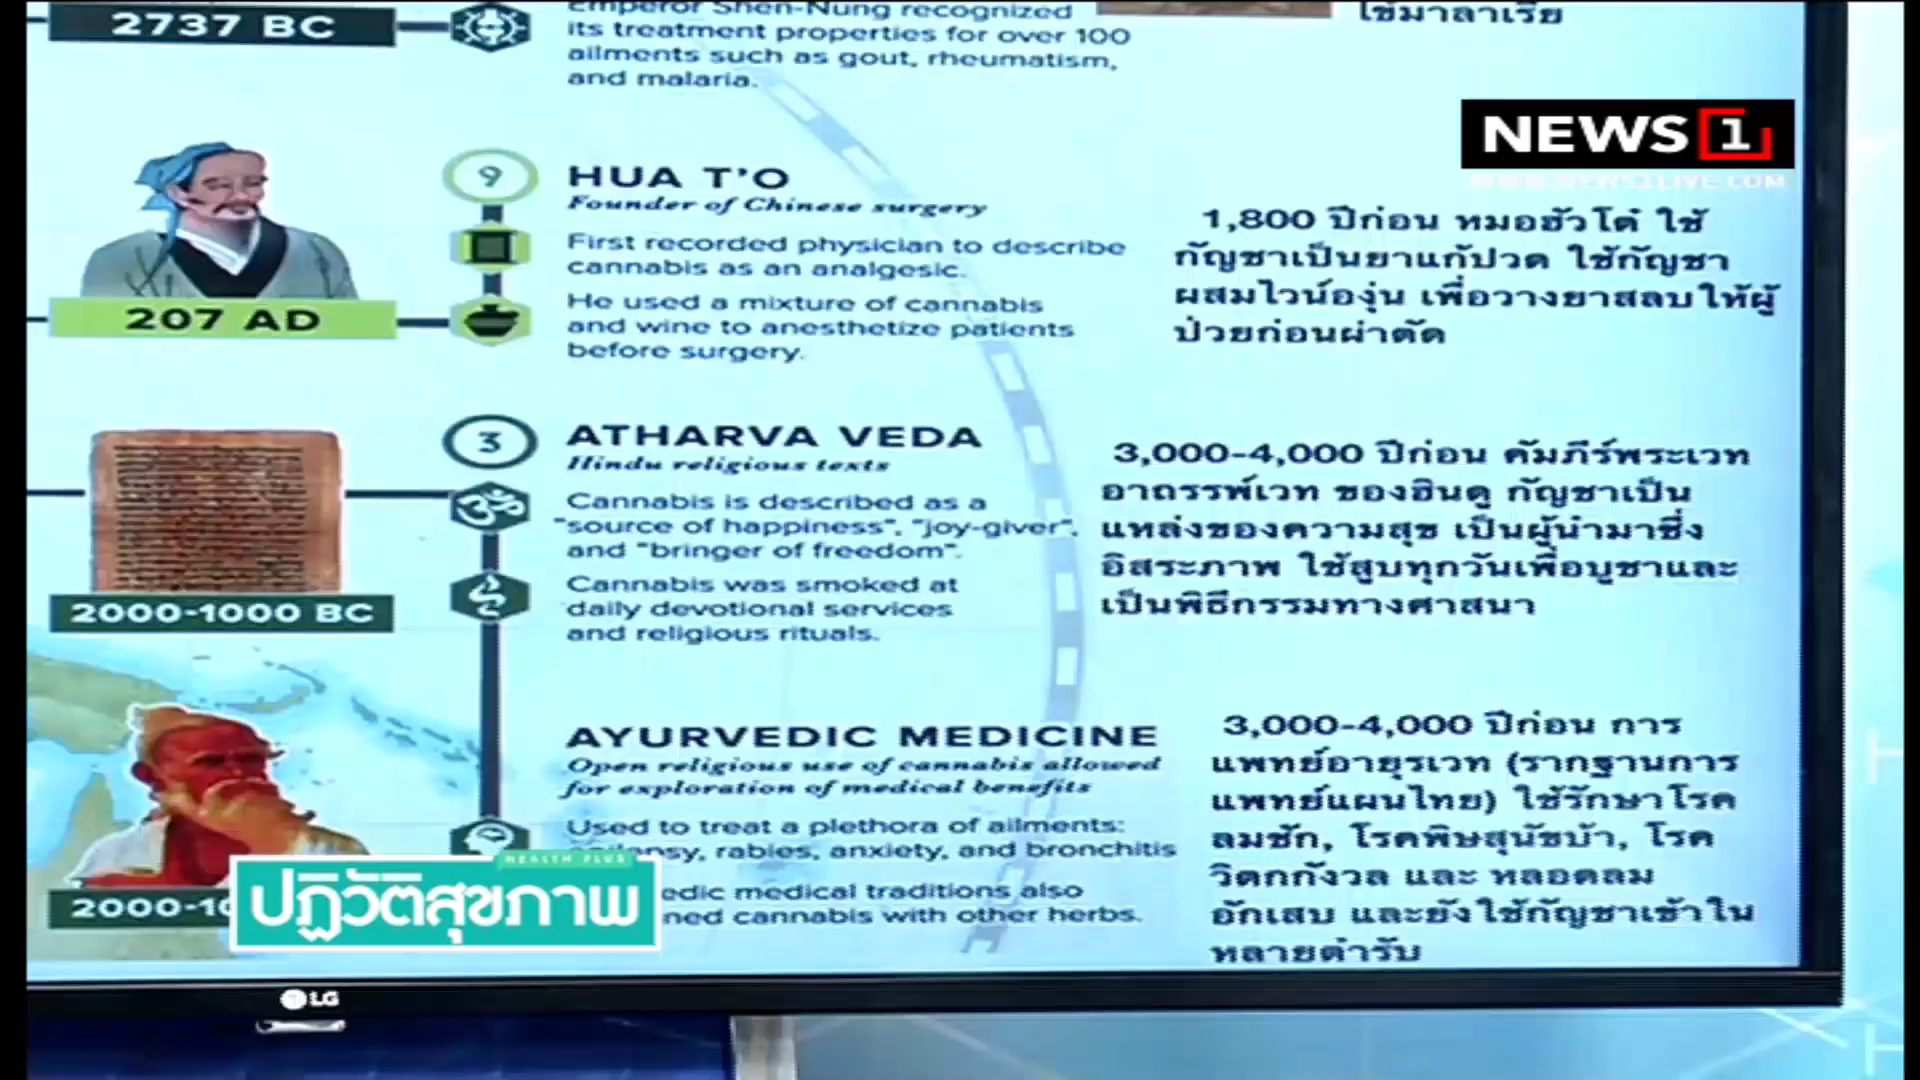 2737 BC
Emperor Shen-Nung recognized
its treatment properties for over 100
ailments such as gout, rheumatism,
and malaria.
ไข้มาลาเรีย
NEWS 1
WWW.NEWS1LIVE.COM
9
HUA T'O
Founder of Chinese surgery
First recorded physician to describe
cannabis as an analgesic.
He used a mixture of cannabis
and wine to anesthetize patients
before surgery.
207 AD
1,800 ปีก่อน หมอฮัวโต๋ ใช้
กัญชาเป็นยาแก้ปวด ใช้กัญชา
ผสมไวน์องุ่น เพื่อวางยาสลบให้ผู้
ป่วยก่อนผ่าตัด
3
ATHARVA VEDA
Hindu religious texts
Cannabis is described as a
"source of happiness", "joy-giver",
and "bringer of freedom".
Cannabis was smoked at
daily devotional services
and religious rituals.
2000-1000 BC
3,000-4,000 ปีก่อน คัมภีร์พระเวท
อาถรรพ์เวท ของฮินดู กัญชาเป็น
แหล่งของความสุข เป็นผู้นำมาซึ่ง
อิสระภาพ ใช้สูบทุกวันเพื่อบูชาและ
เป็นพิธีกรรมทางศาสนา
AYURVEDIC MEDICINE
Open religious use of cannabis allowed
for exploration of medical benefits
Used to treat a plethora of ailments:
rabies, anxiety, and bronchitis
medical traditions also
cannabis with other herbs.
2000-10
3,000-4,000 ปีก่อน การ
แพทย์อายุรเวท (รากฐานการ
แพทย์แผนไทย) ใช้รักษาโรค
ลมชัก, โรคพิษสุนัขบ้า, โรค
วิตกกังวล และ หลอดลม
อักเสบ และยังใช้กัญชาเข้าใน
หลายตำรับ
HEALTH PLUS
ปฏิวัติสุขภาพ
LG